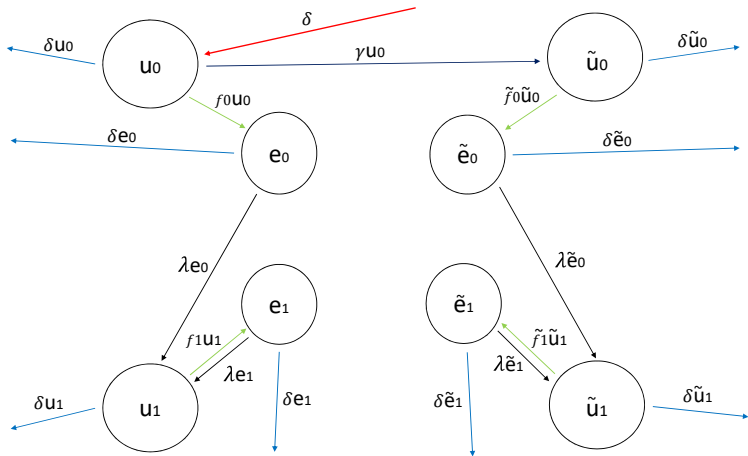 δ
δu₀
u₀
γu₀
ũ₀
δũ₀
f₀u₀
f̃₀ũ₀
δe₀
e₀
ẽ₀
δẽ₀
λe₀
λẽ₀
e₁
ẽ₁
f₁u₁
f̃₁ũ₁
λe₁
λẽ₁
δu₁
u₁
δe₁
δẽ₁
ũ₁
δũ₁